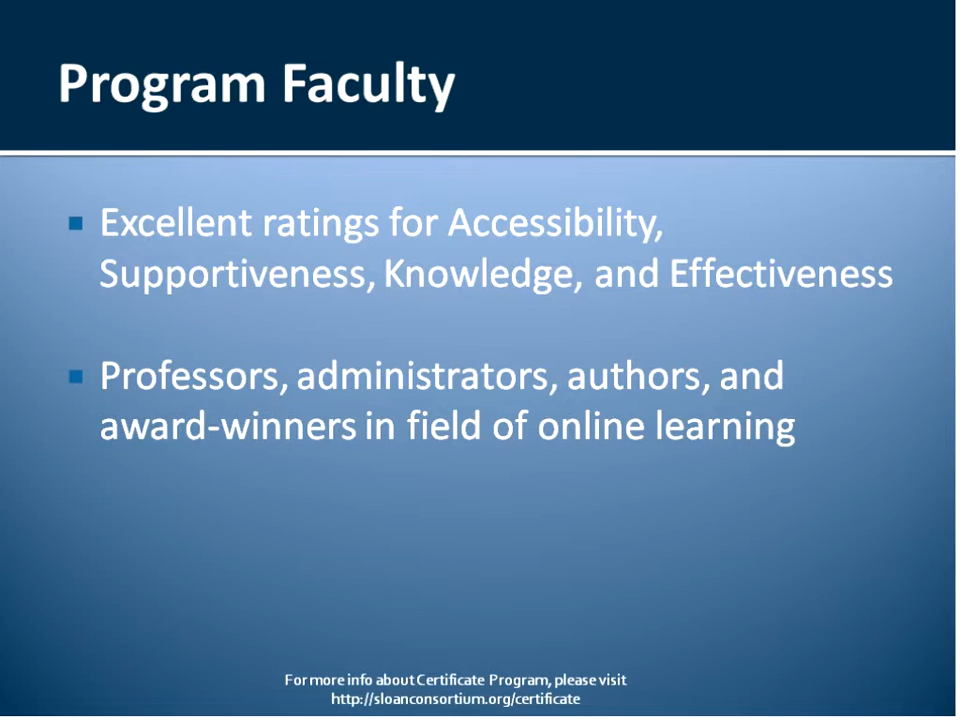 Program Faculty
Excellent ratings for Accessibility,
Supportiveness, Knowledge, and Effectiveness
Professors, administrators, authors, and
award-winners in field of online learning
For more info about Certificate Program, please visit
http://sloanconsortium.org/certificate